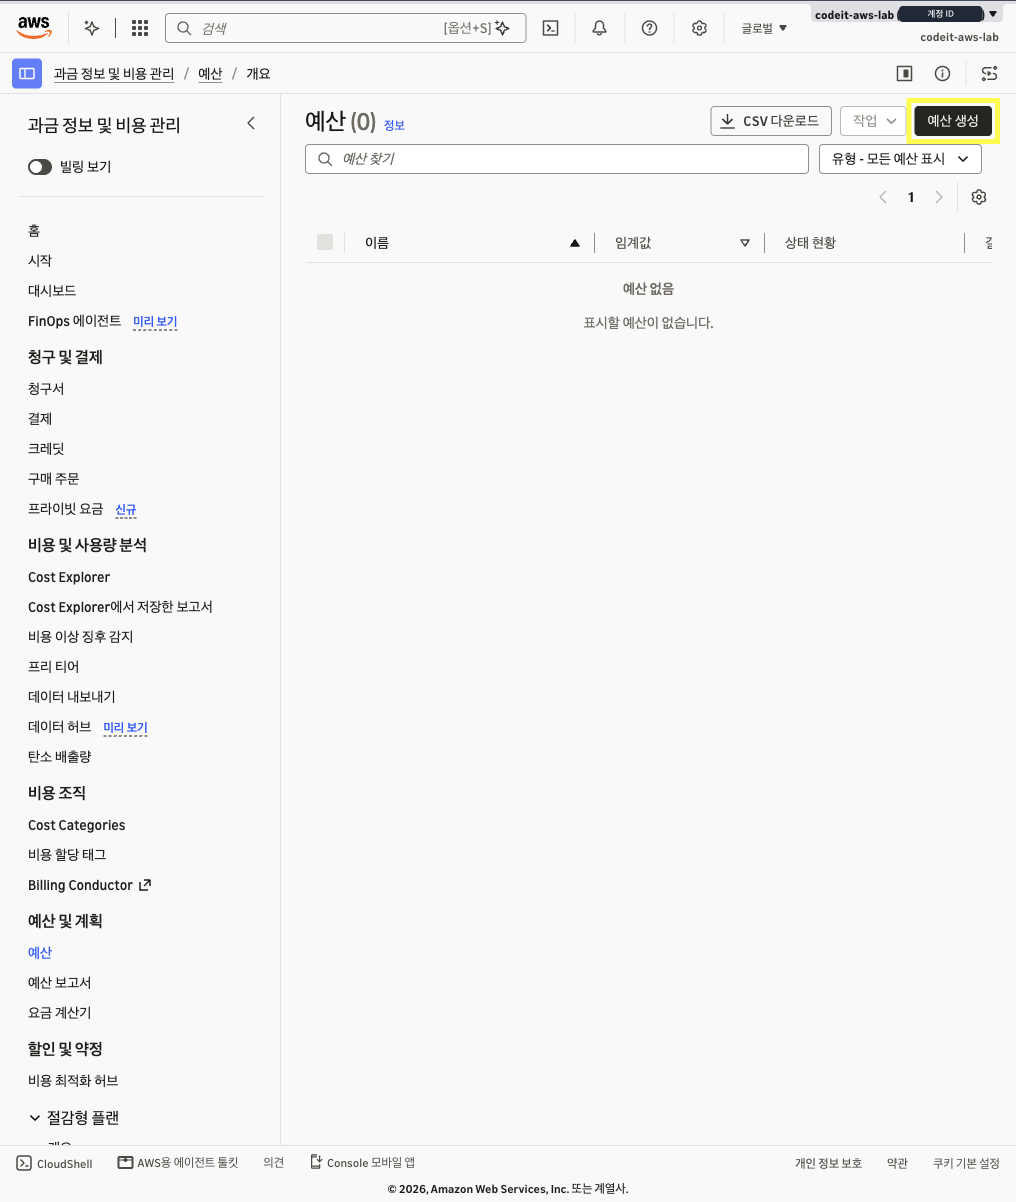 aws
검색
[옵션+S]
글로벌
codeit-aws-lab
계정 ID
codeit-aws-lab
과금 정보 및 비용 관리 / 예산 / 개요
과금 정보 및 비용 관리
빌링 보기
홈
시작
대시보드
FinOps 에이전트 미리 보기
청구 및 결제
청구서
결제
크레딧
구매 주문
프라이빗 요금 신규
비용 및 사용량 분석
Cost Explorer
Cost Explorer에서 저장한 보고서
비용 이상 징후 감지
프리 티어
데이터 내보내기
데이터 허브 미리 보기
탄소 배출량
비용 조직
Cost Categories
비용 할당 태그
Billing Conductor
예산 및 계획
예산
예산 보고서
요금 계산기
할인 및 약정
비용 최적화 허브
절감형 플랜
예산 (0) 정보
CSV 다운로드
작업
예산 생성
예산 찾기
유형 - 모든 예산 표시
1
이름
임계값
상태 현황
예산 없음
표시할 예산이 없습니다.
CloudShell
AWS용 에이전트 툴킷
의견
Console 모바일 앱
개인 정보 보호
약관
쿠키 기본 설정
© 2026, Amazon Web Services, Inc. 또는 계열사.